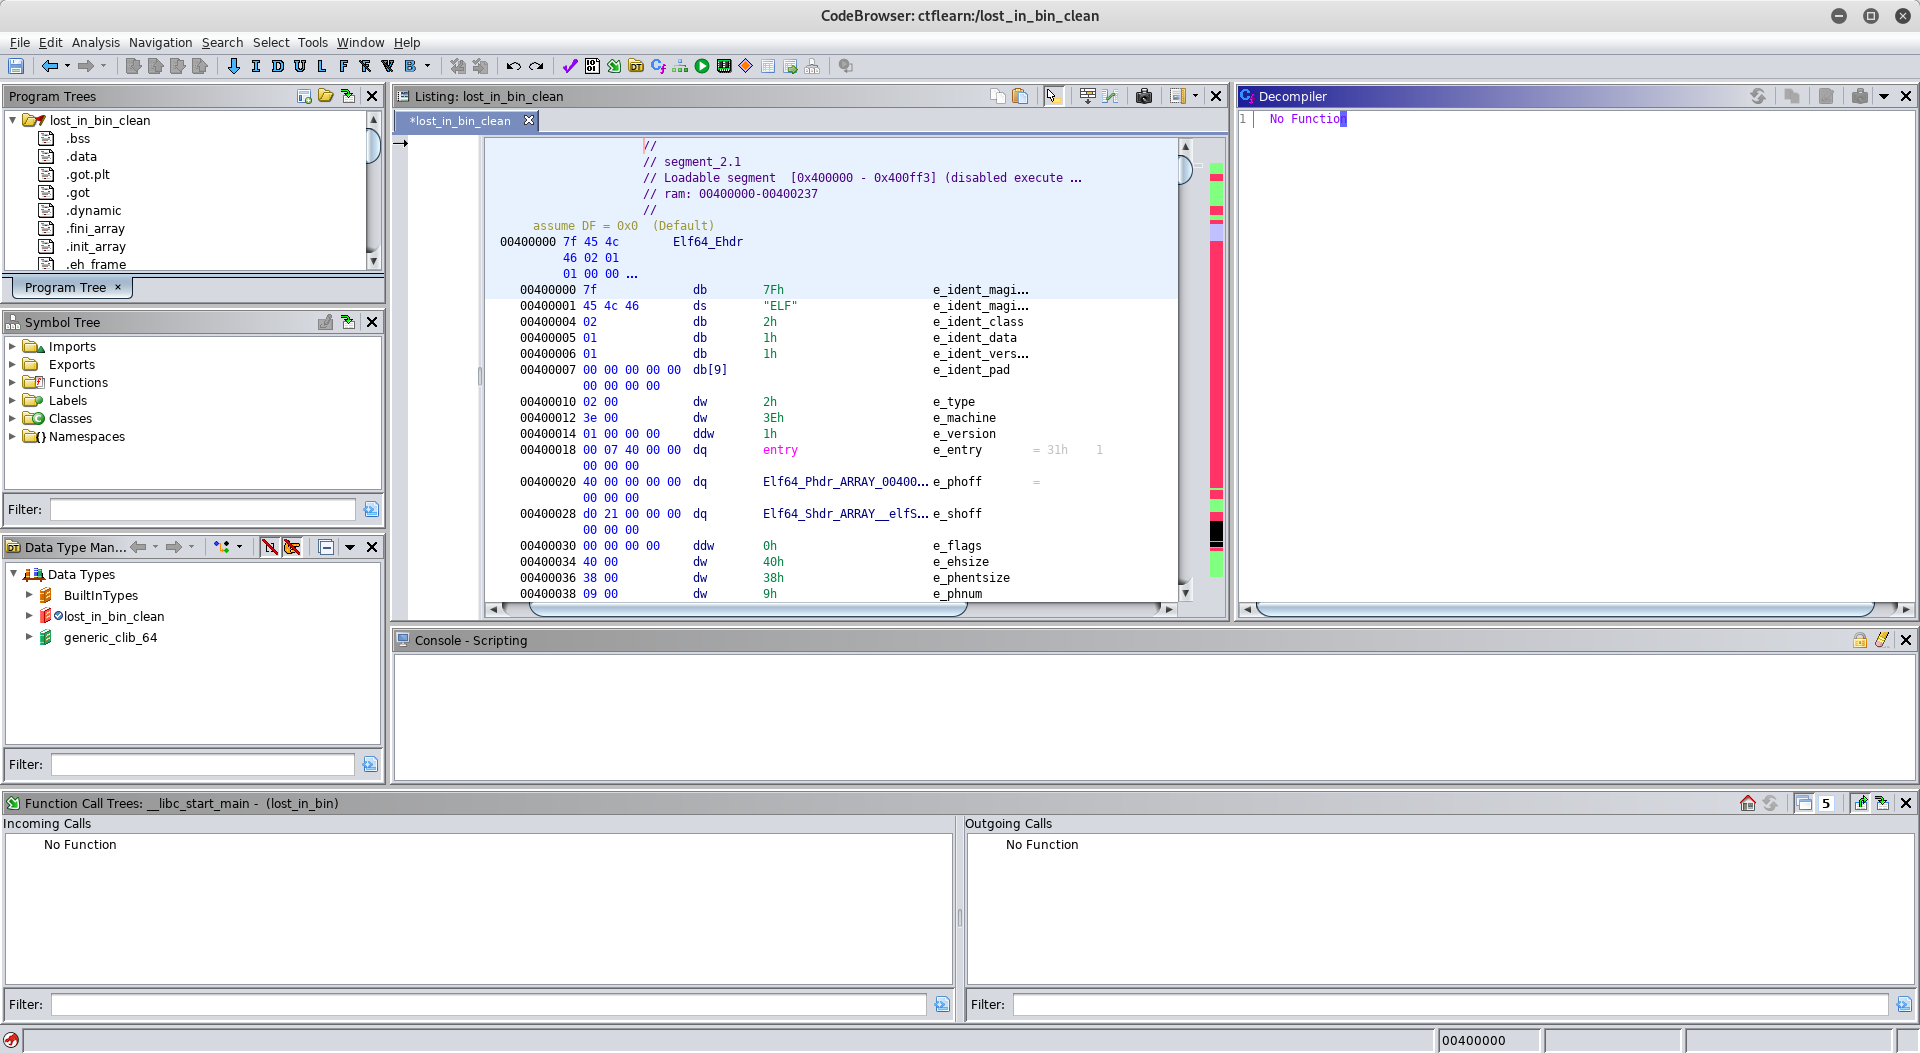 CodeBrowser: ctflearn:/lost_in_bin_clean
File Edit Analysis Navigation Search Select Tools Window Help
I D U L F V B
Program Trees
lost_in_bin_clean
.bss
.data
.got.plt
.got
.dynamic
.fini_array
.init_array
.eh_frame
Program Tree ×
Symbol Tree
Imports
Exports
Functions
Labels
Classes
Namespaces
Filter:
Data Type Man...
Data Types
BuiltInTypes
lost_in_bin_clean
generic_clib_64
Filter:
Listing: lost_in_bin_clean
*lost_in_bin_clean
//
// segment_2.1
// Loadable segment [0x400000 - 0x400ff3] (disabled execute ...
// ram: 00400000-00400237
//
assume DF = 0x0 (Default)
00400000 7f 45 4c Elf64_Ehdr
46 02 01
01 00 00 ...
00400000 7f db 7Fh e_ident_magi...
00400001 45 4c 46 ds "ELF" e_ident_magi...
00400004 02 db 2h e_ident_class
00400005 01 db 1h e_ident_data
00400006 01 db 1h e_ident_vers...
00400007 00 00 00 00 00 db[9] e_ident_pad
00 00 00 00
00400010 02 00 dw 2h e_type
00400012 3e 00 dw 3Eh e_machine
00400014 01 00 00 00 ddw 1h e_version
00400018 00 07 40 00 00 dq entry e_entry = 31h 1
00 00 00
00400020 40 00 00 00 00 dq Elf64_Phdr_ARRAY_00400... e_phoff =
00 00 00
00400028 d0 21 00 00 00 dq Elf64_Shdr_ARRAY__elfS... e_shoff
00 00 00
00400030 00 00 00 00 ddw 0h e_flags
00400034 40 00 dw 40h e_ehsize
00400036 38 00 dw 38h e_phentsize
00400038 09 00 dw 9h e_phnum
Decompiler
1 No Function
Console - Scripting
Function Call Trees: __libc_start_main - (lost_in_bin)
5
Incoming Calls
No Function
Filter:
Outgoing Calls
No Function
Filter:
00400000